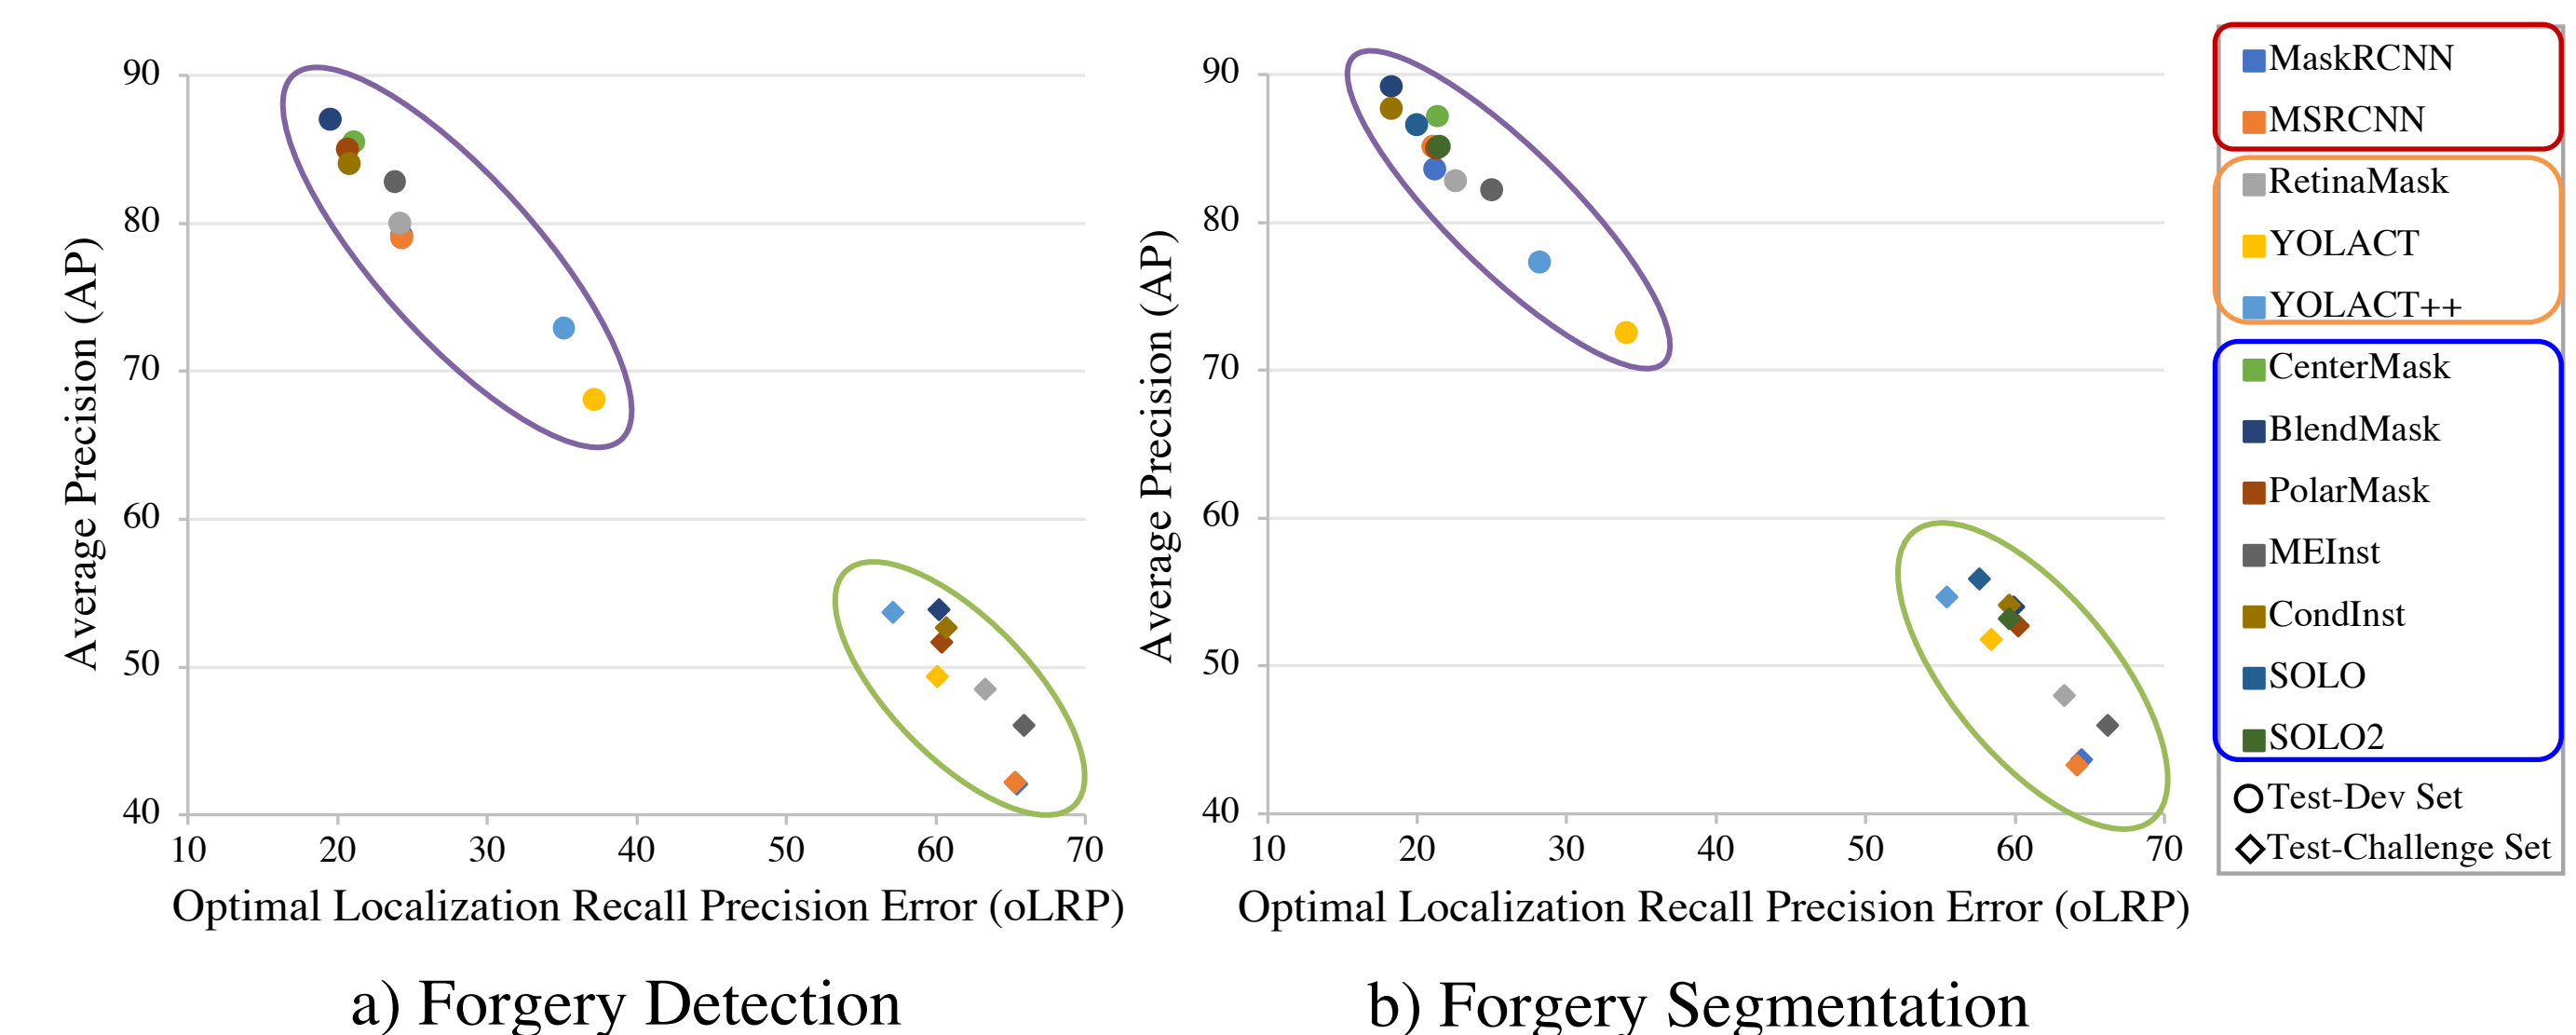 90
80
70
60
50
40
10 20 30 40 50 60 70
Average Precision (AP)
Optimal Localization Recall Precision Error (oLRP)
a) Forgery Detection
90
80
70
60
50
40
10 20 30 40 50 60 70
Average Precision (AP)
Optimal Localization Recall Precision Error (oLRP)
b) Forgery Segmentation
MaskRCNN
MSRCNN
RetinaMask
YOLACT
YOLACT++
CenterMask
BlendMask
PolarMask
MEInst
CondInst
SOLO
SOLO2
Test-Dev Set
Test-Challenge Set